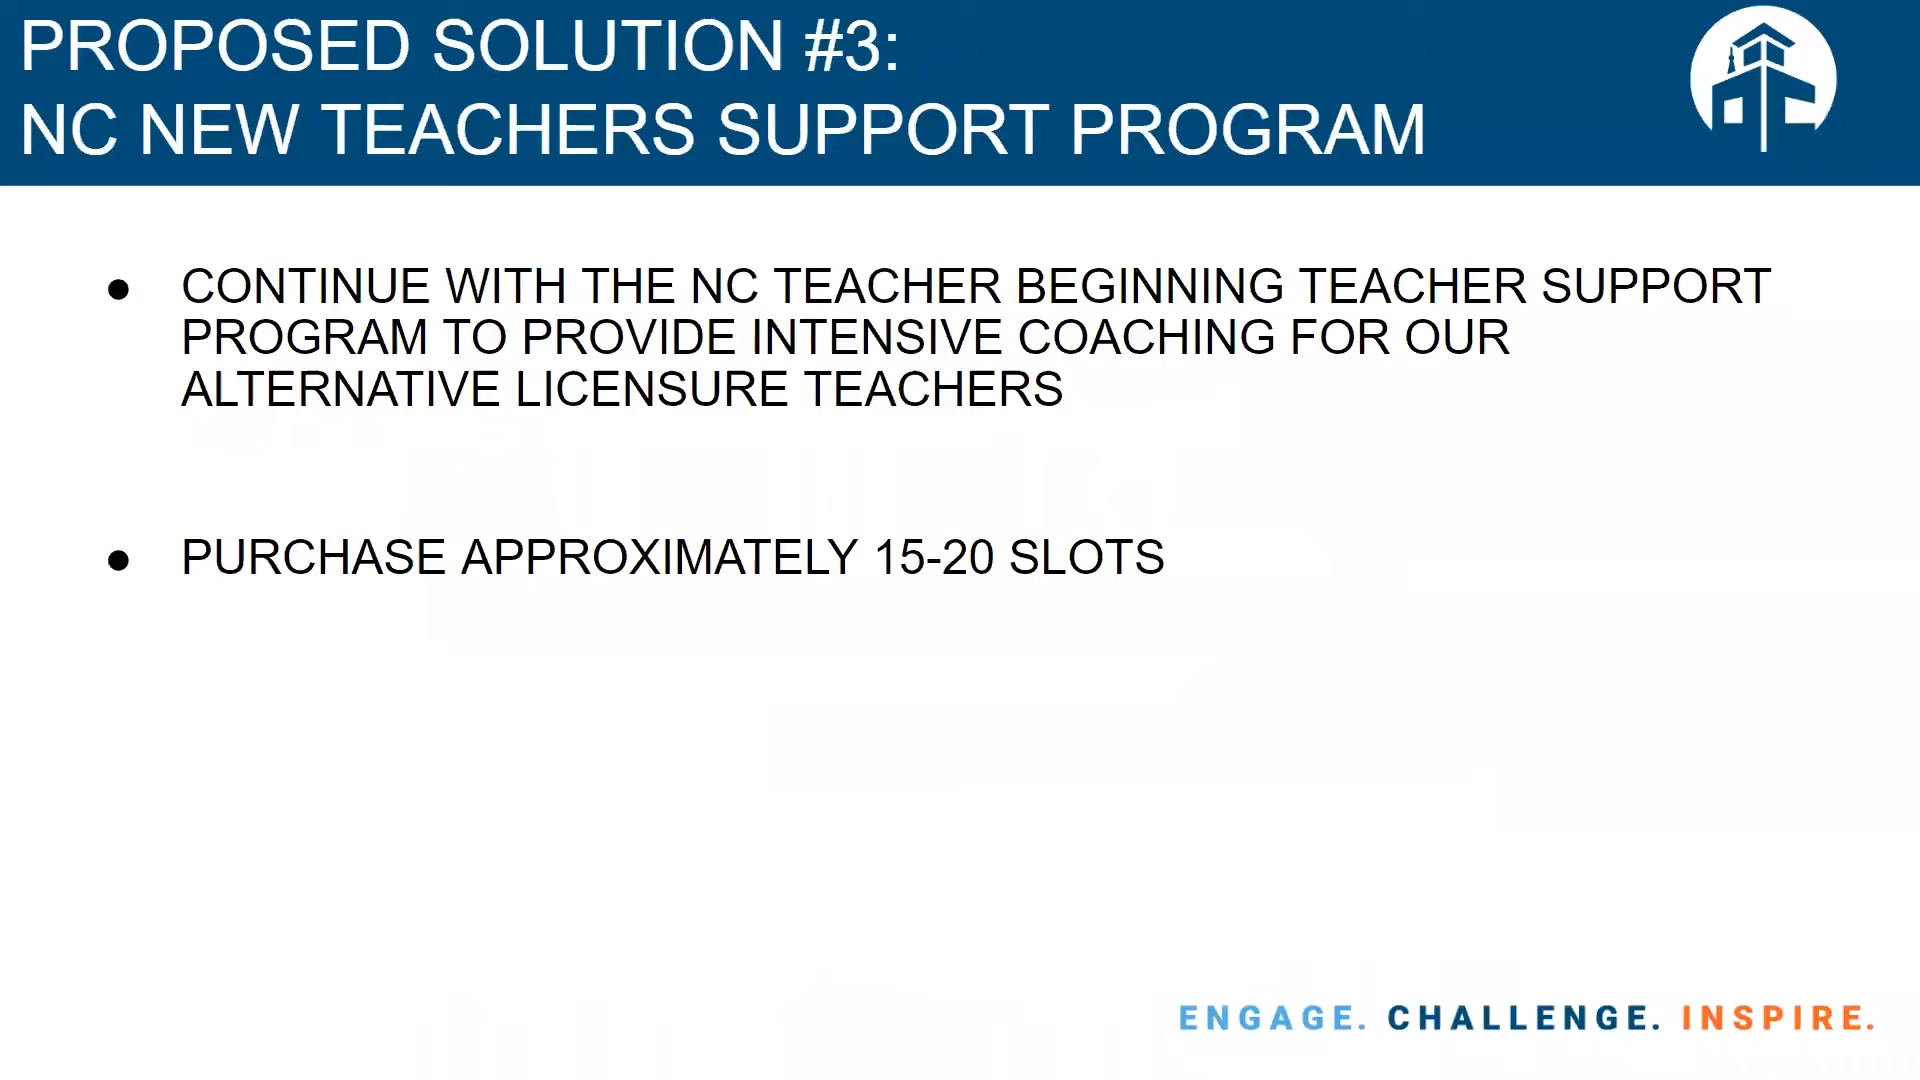 PROPOSED SOLUTION #3:
NC NEW TEACHERS SUPPORT PROGRAM
● CONTINUE WITH THE NC TEACHER BEGINNING TEACHER SUPPORT
PROGRAM TO PROVIDE INTENSIVE COACHING FOR OUR
ALTERNATIVE LICENSURE TEACHERS
● PURCHASE APPROXIMATELY 15-20 SLOTS
ENGAGE. CHALLENGE. INSPIRE.